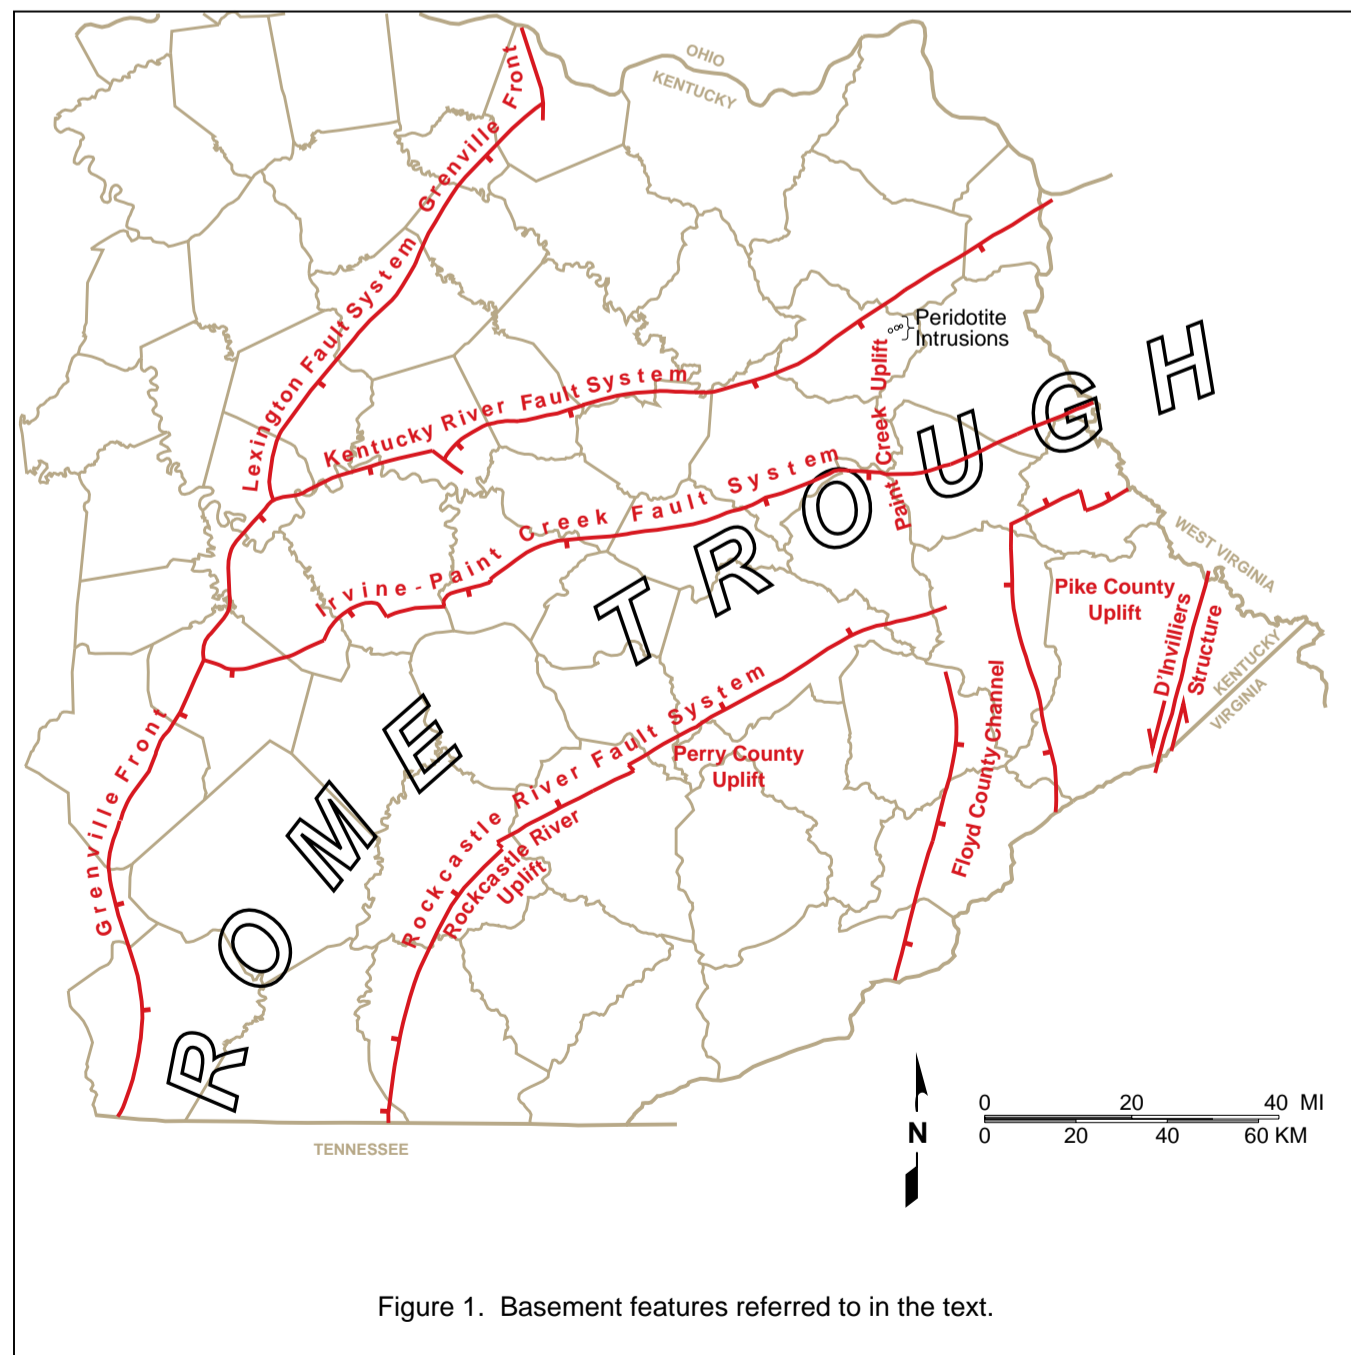 OHIO
KENTUCKY
Grenville Front
Lexington Fault System
Peridotite
Intrusions
Kentucky River Fault System
Paint Creek Uplift
Irvine-Paint Creek Fault System
ROME TROUGH
WEST VIRGINIA
Pike County
Uplift
D'Invilliers
Structure
KENTUCKY
VIRGINIA
Grenville Front
Rockcastle River Fault System
Perry County
Uplift
Rockcastle River
Uplift
Floyd County Channel
TENNESSEE
N
0 20 40 MI
0 20 40 60 KM
Figure 1. Basement features referred to in the text.